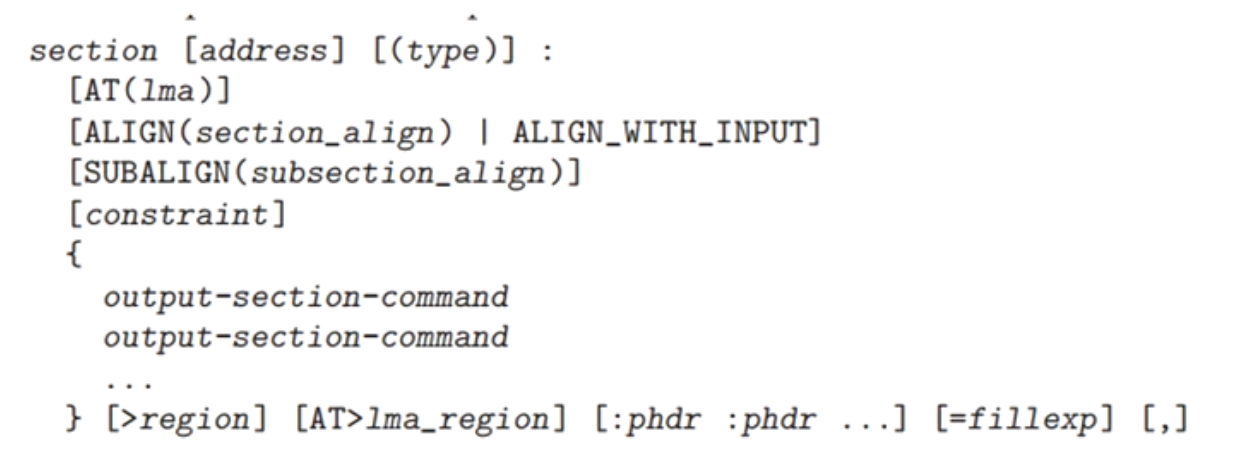 section [address] [(type)] :
[AT(lma)]
[ALIGN(section_align) | ALIGN_WITH_INPUT]
[SUBALIGN(subsection_align)]
[constraint]
{
output-section-command
output-section-command
...
} [>region] [AT>lma_region] [:phdr :phdr ...] [=fillexp] [,]